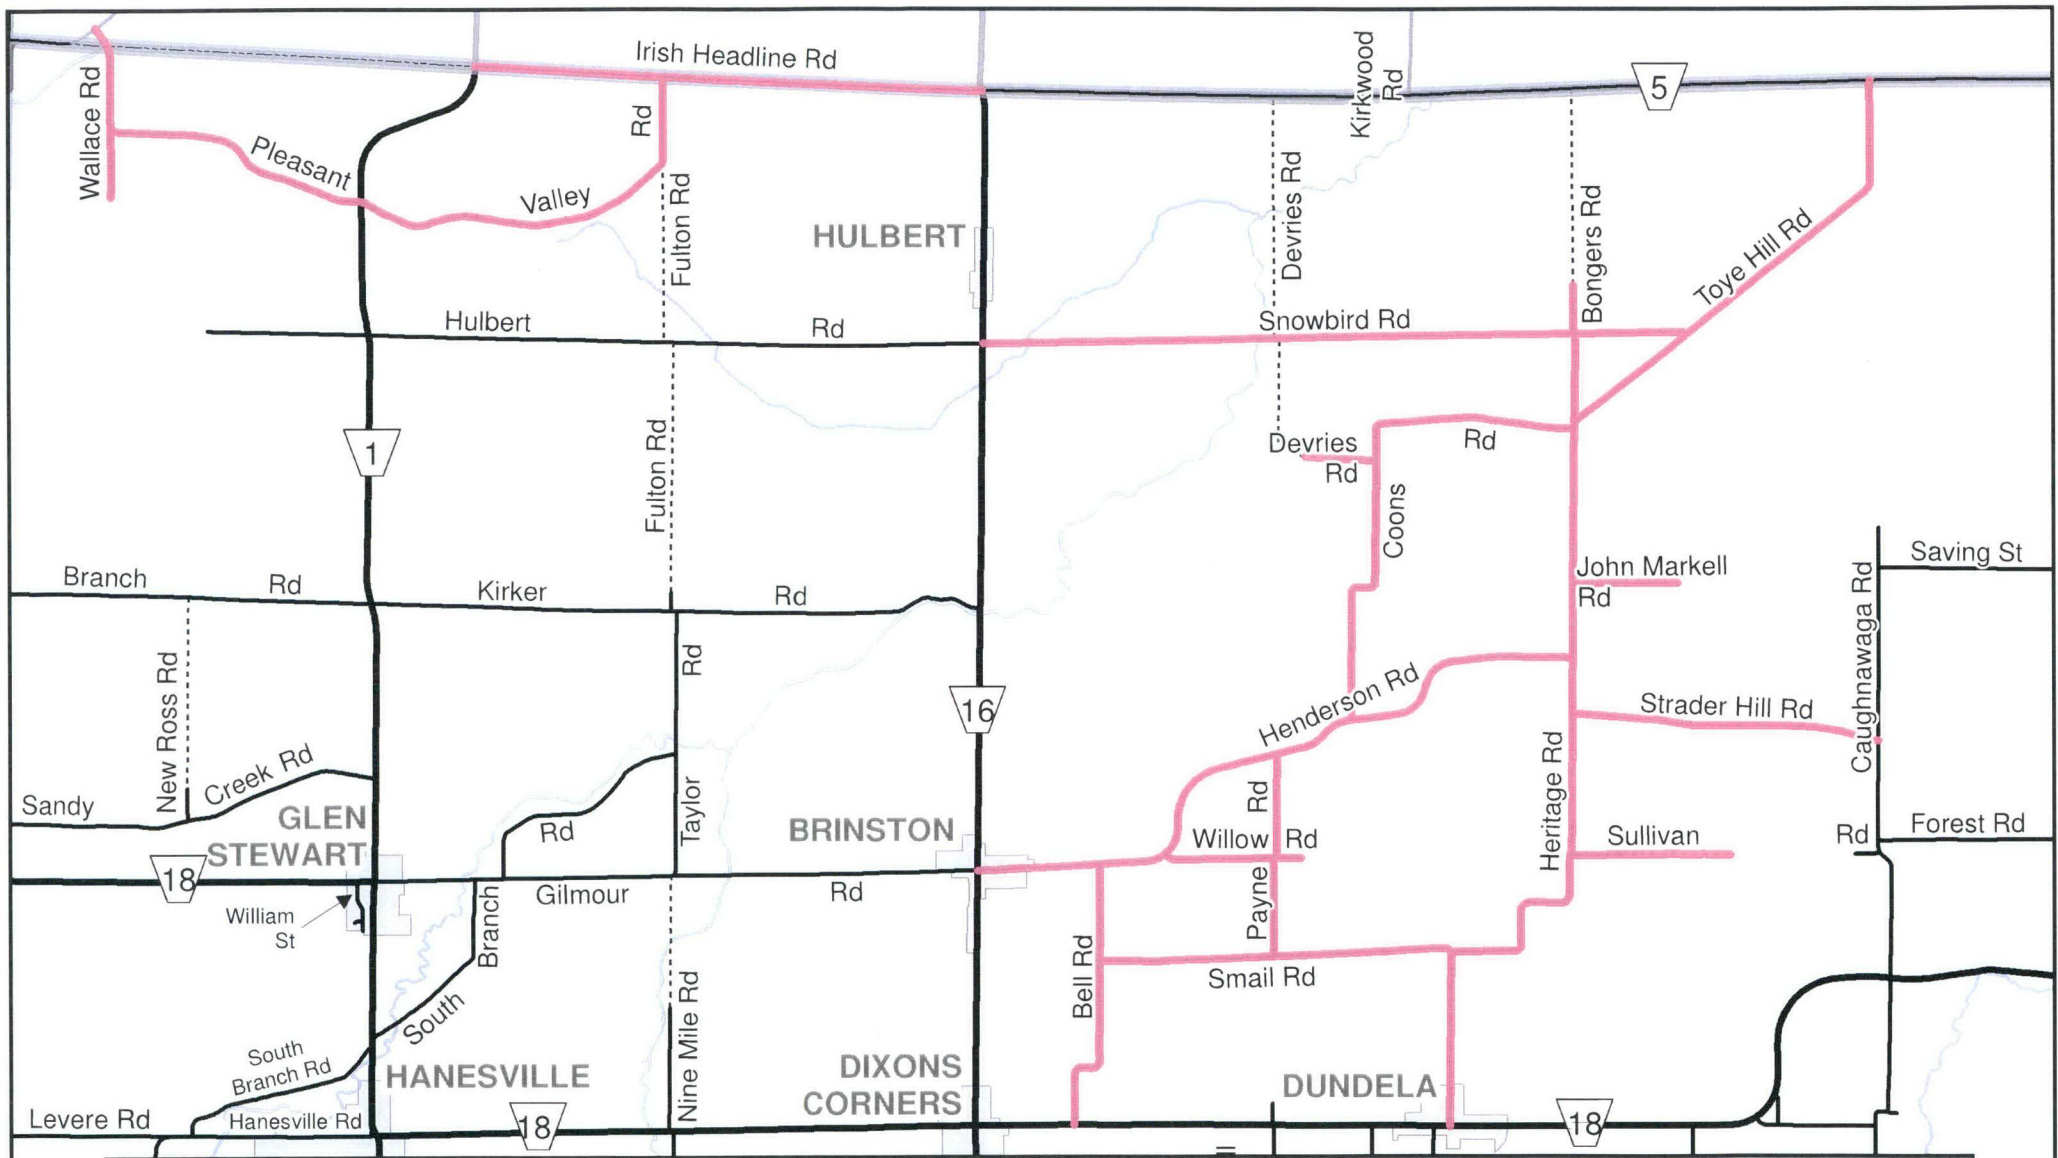 Irish Headline Rd
Kirkwood
Rd
5
Wallace Rd
Pleasant
Valley
Rd
Fulton Rd
HULBERT
Devries Rd
Bongers Rd
Toye Hill Rd
Hulbert
Rd
Snowbird Rd
1
Fulton Rd
Devries
Rd
Rd
Coons
Branch
Rd
Kirker
Rd
John Markell
Rd
Saving St
Caughnawaga Rd
New Ross Rd
Rd
Taylor
16
Henderson Rd
Strader Hill Rd
Heritage Rd
Sandy
Creek Rd
GLEN
STEWART
Rd
BRINSTON
Rd
Willow
Rd
Sullivan
Rd
Forest Rd
18
Gilmour
Rd
William
St
Branch
South
Payne
Bell Rd
Smail Rd
Nine Mile Rd
South
Branch Rd
HANESVILLE
DIXONS
CORNERS
DUNDELA
Levere Rd
Hanesville Rd
18
18